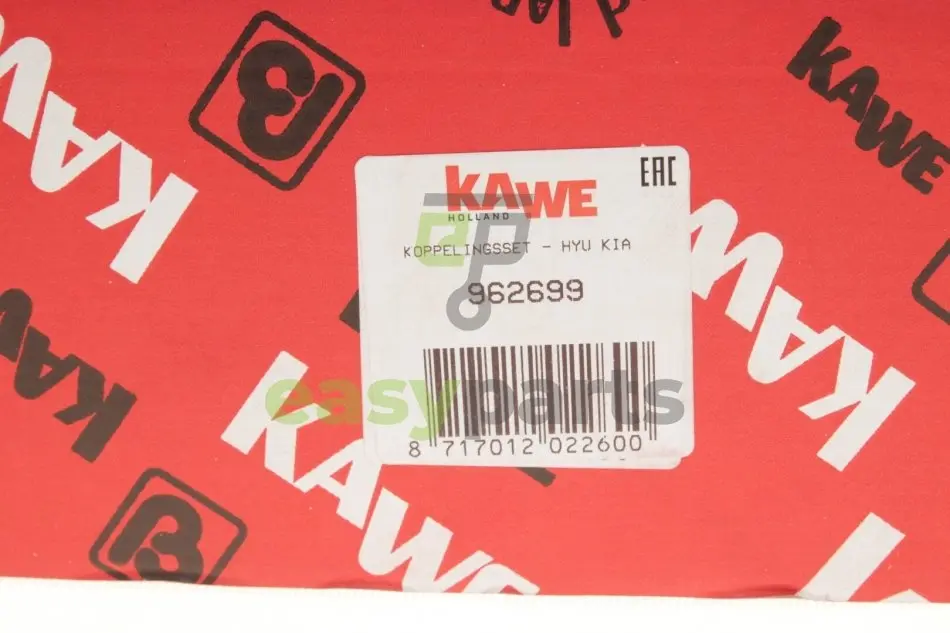 KAWE
KAWE
KAWE
EAC
HOLLAND
KOPPELINGSSET - HYU KIA
962699
easyparts
8 717012 022600
KAWE
KAWE
KAWE